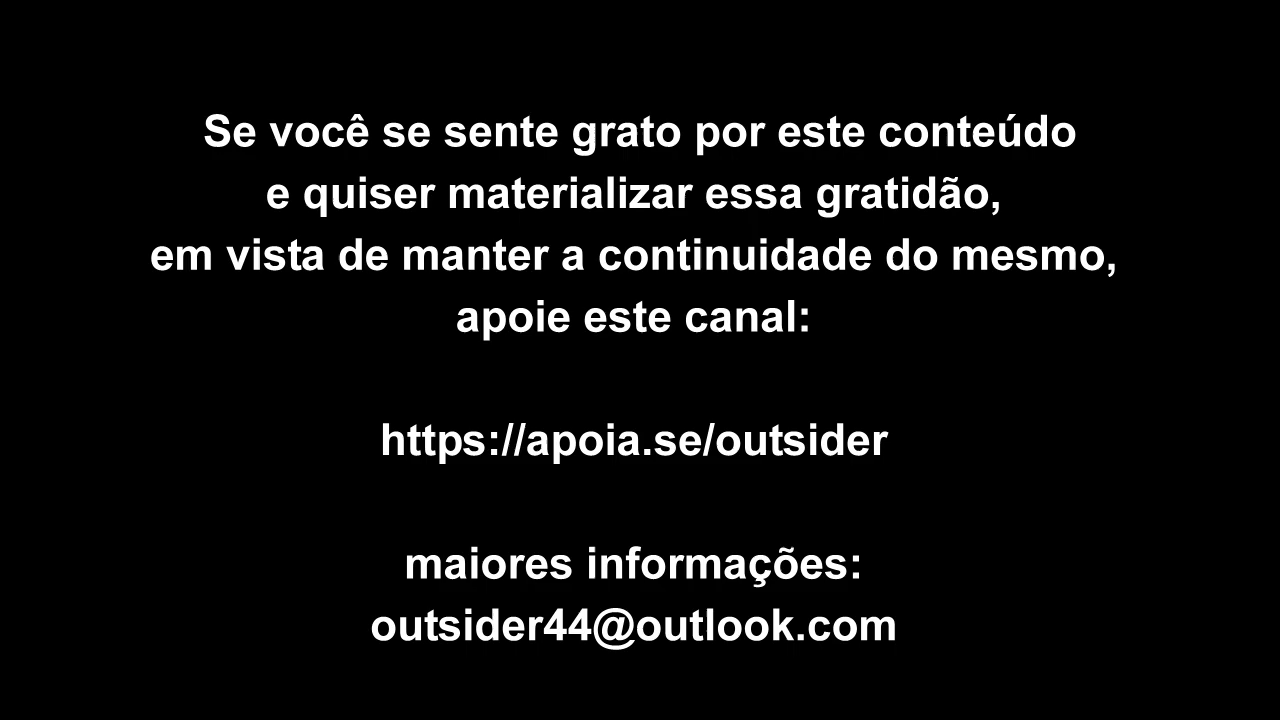 Se você se sente grato por este conteúdo
e quiser materializar essa gratidão,
em vista de manter a continuidade do mesmo,
apoie este canal:
https://apoia.se/outsider
maiores informações:
outsider44@outlook.com